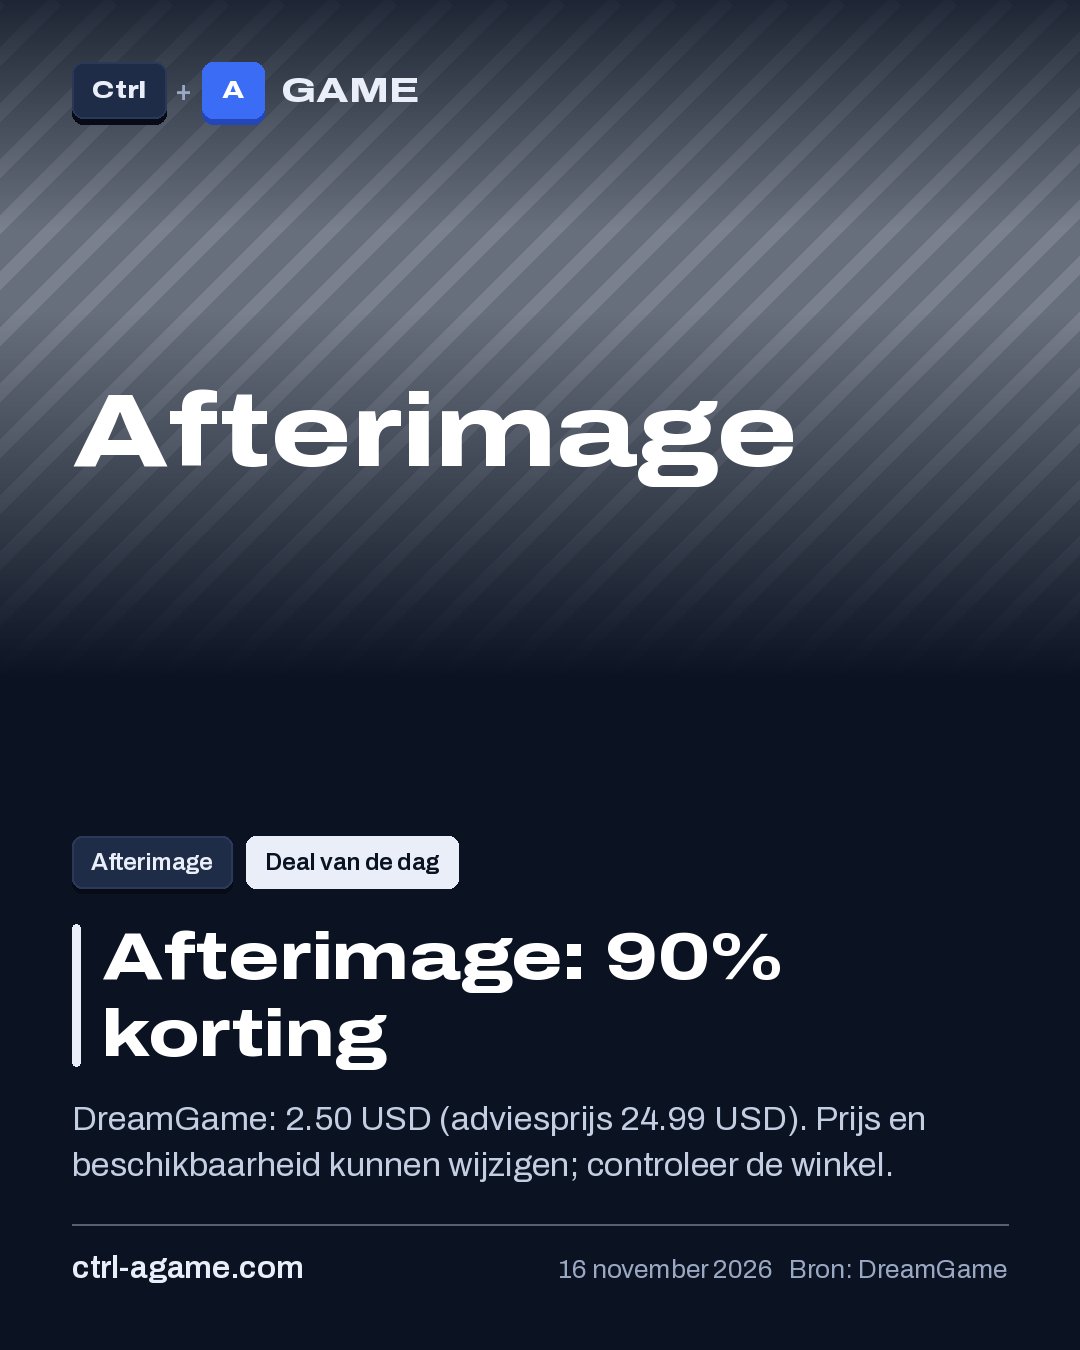 Ctrl + A GAME
Afterimage
Afterimage Deal van de dag
Afterimage: 90%
korting
DreamGame: 2.50 USD (adviesprijs 24.99 USD). Prijs en
beschikbaarheid kunnen wijzigen; controleer de winkel.
ctrl-agame.com 16 november 2026 Bron: DreamGame